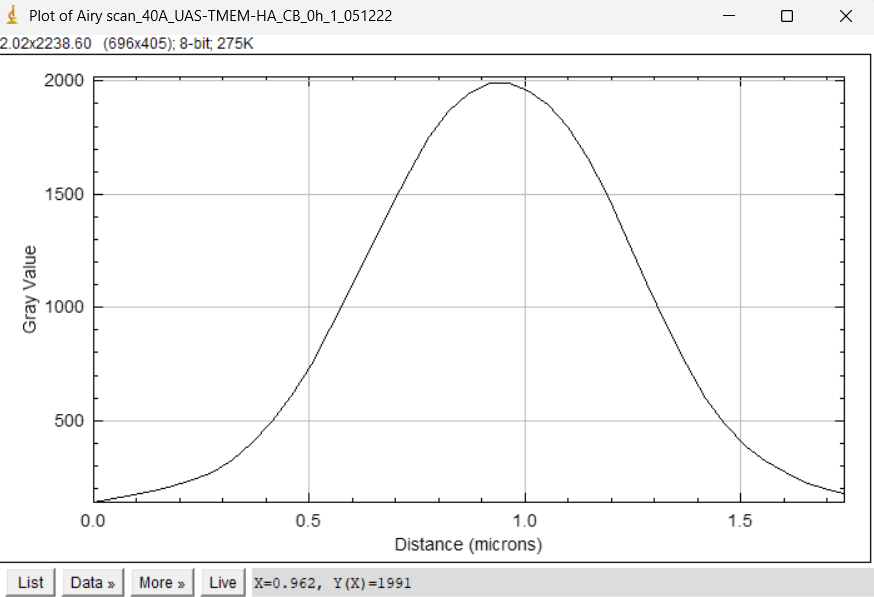 Plot of Airy scan_40A_UAS-TMEM-HA_CB_0h_1_051222
2.02x2238.60 (696x405); 8-bit; 275K
2000
1500
1000
500
Gray Value
0.0 0.5 1.0 1.5
Distance (microns)
List Data » More » Live X=0.962, Y(X)=1991